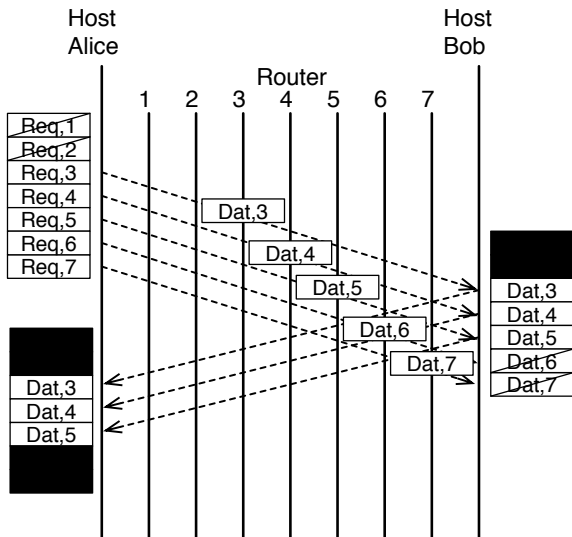 Host
Alice
Host
Bob
Router
1 2 3 4 5 6 7
Req,1
Req,2
Req,3
Req,4
Req,5
Req,6
Req,7
Dat,3
Dat,4
Dat,5
Dat,6
Dat,7
Dat,3
Dat,4
Dat,5
Dat,6
Dat,7
Dat,3
Dat,4
Dat,5